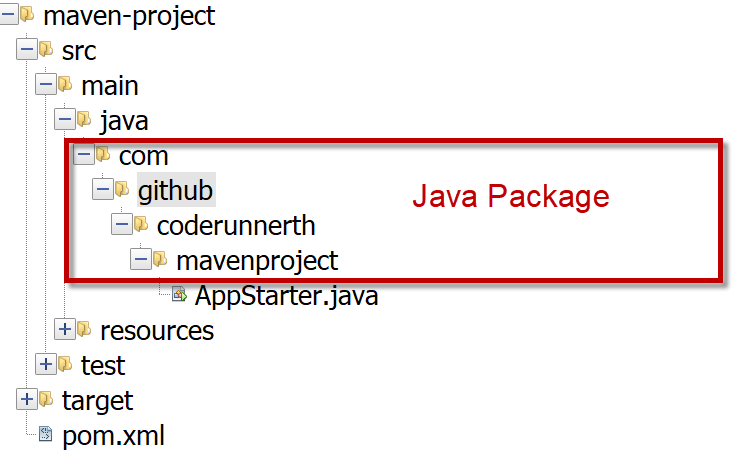 maven-project
src
main
java
com
github
Java Package
coderunnerth
mavenproject
AppStarter.java
resources
test
target
pom.xml